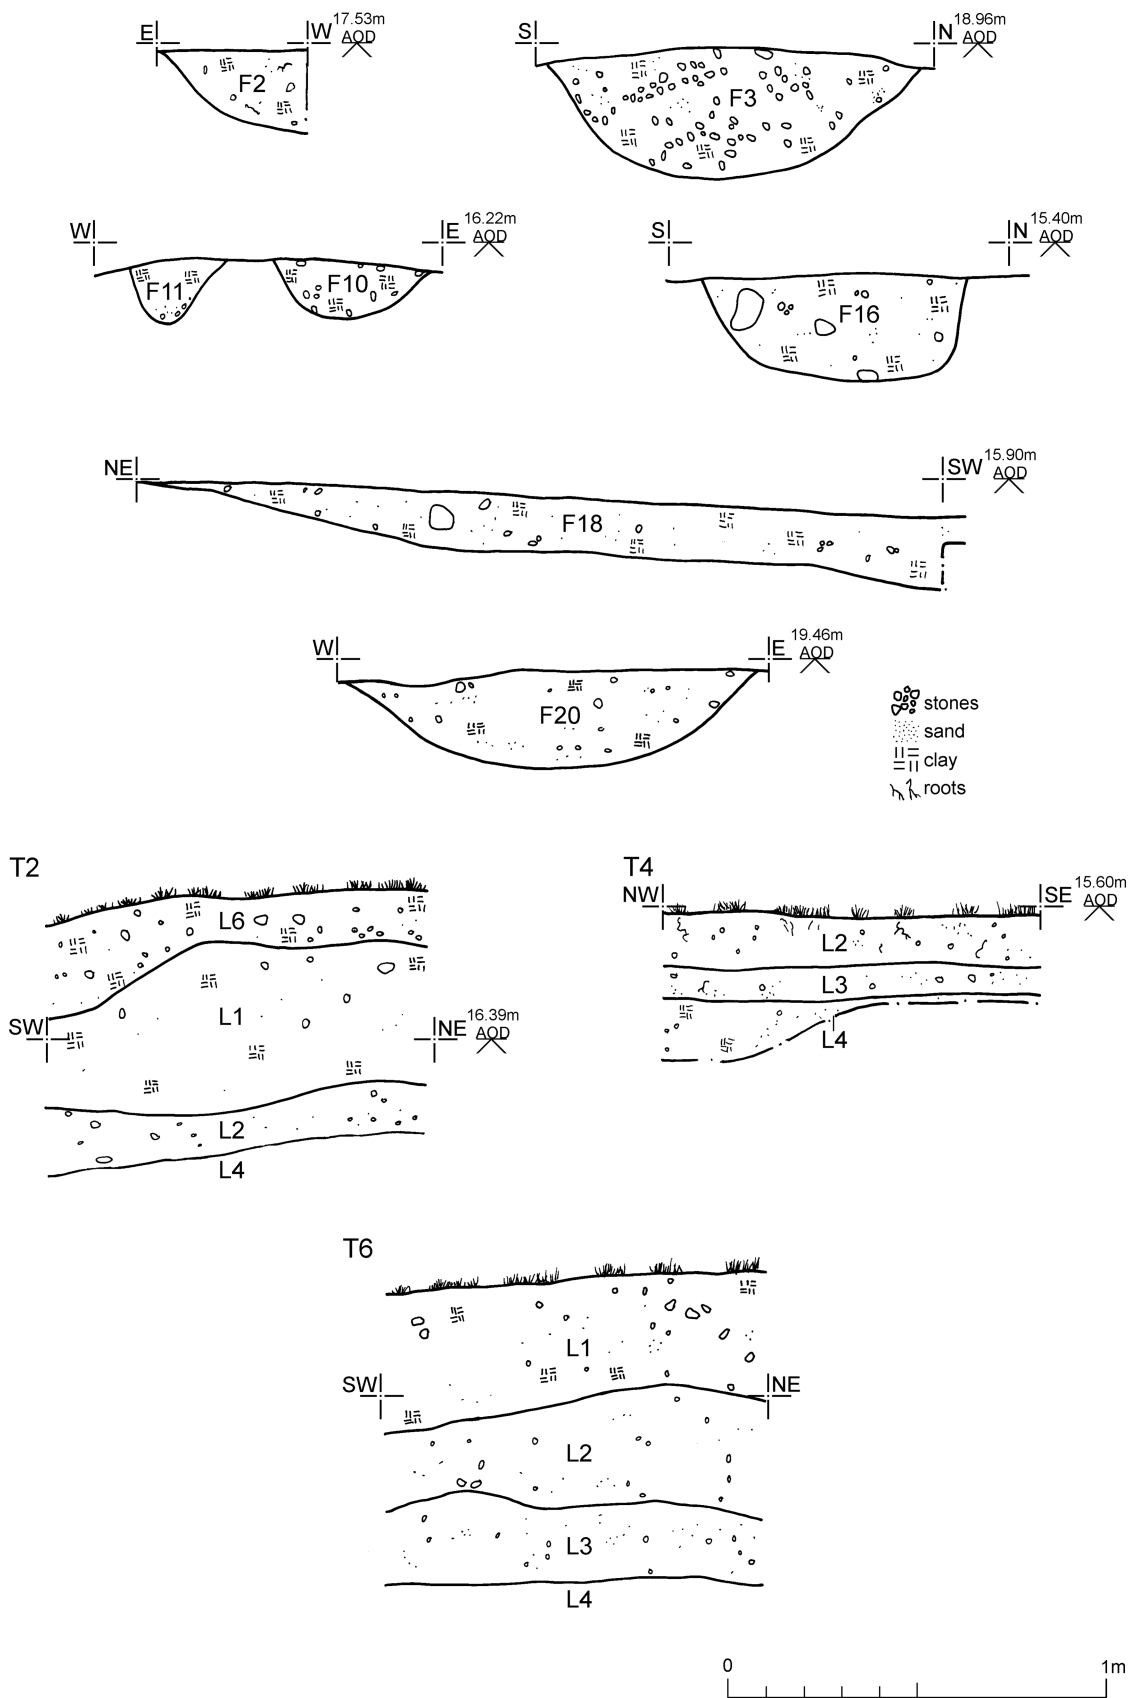 E W 17.53m
AOD
F2
S N 18.96m
AOD
F3
W E 16.22m
AOD
F11 F10
S N 15.40m
AOD
F16
NE SW 15.90m
AOD
F18
W E 19.46m
AOD
F20
stones
sand
clay
roots
T2
L6
L1
SW NE 16.39m
AOD
L2
L4
T4
NW SE 15.60m
AOD
L2
L3
L4
T6
L1
SW NE
L2
L3
L4
0 1m